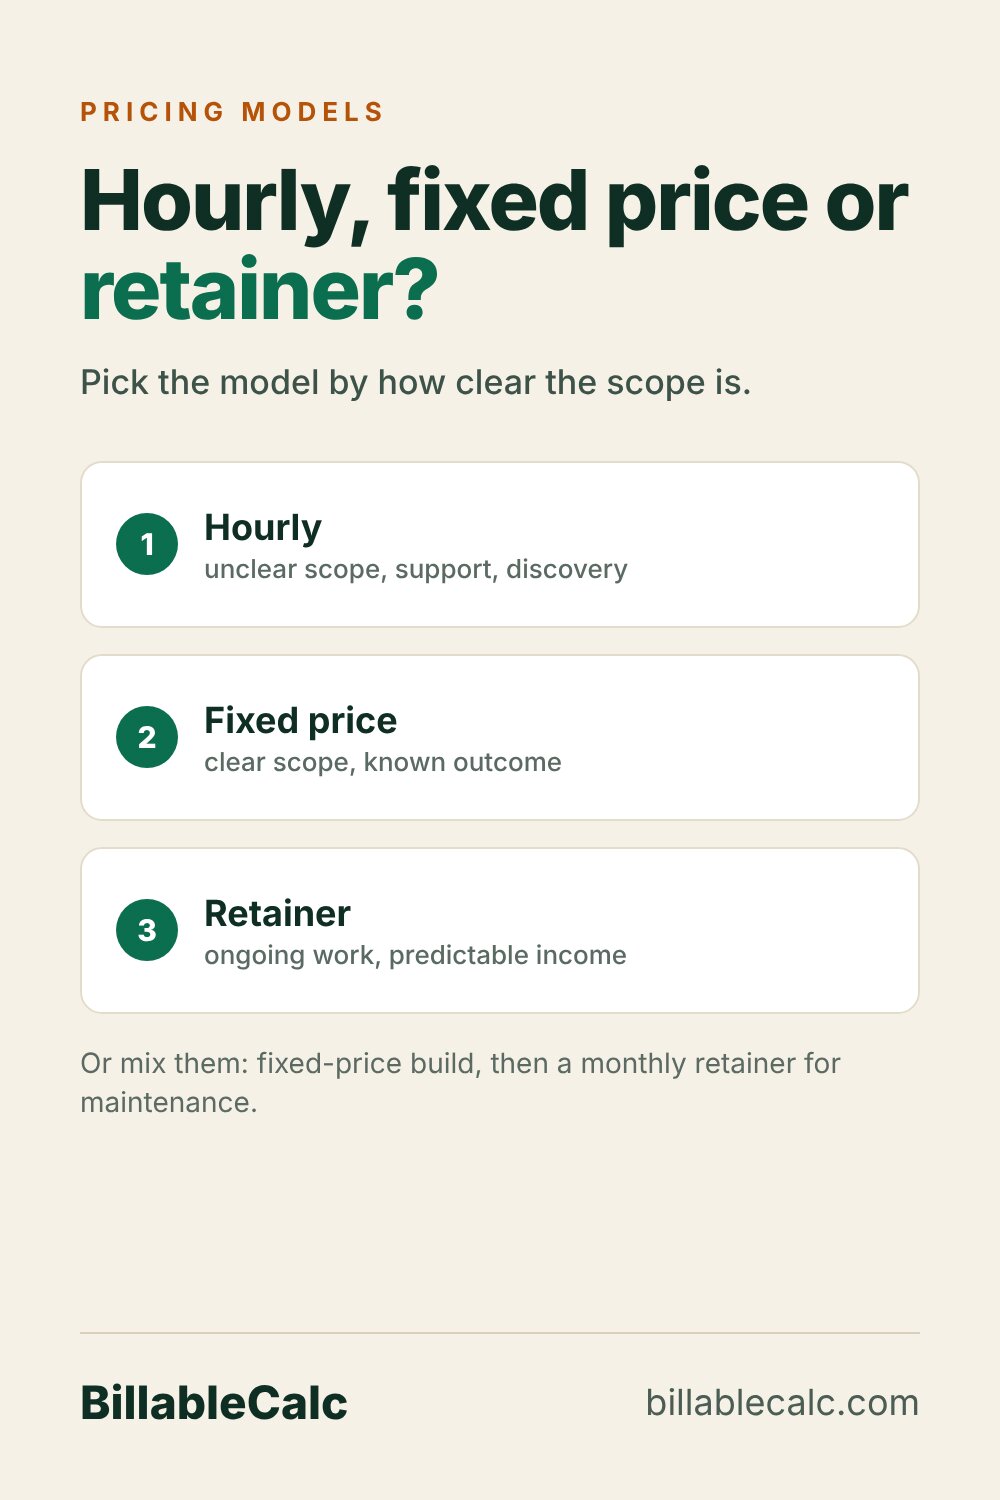 PRICING MODELS
Hourly, fixed price or
retainer?
Pick the model by how clear the scope is.
1
Hourly
unclear scope, support, discovery
2
Fixed price
clear scope, known outcome
3
Retainer
ongoing work, predictable income
Or mix them: fixed-price build, then a monthly retainer for
maintenance.
BillableCalc
billablecalc.com